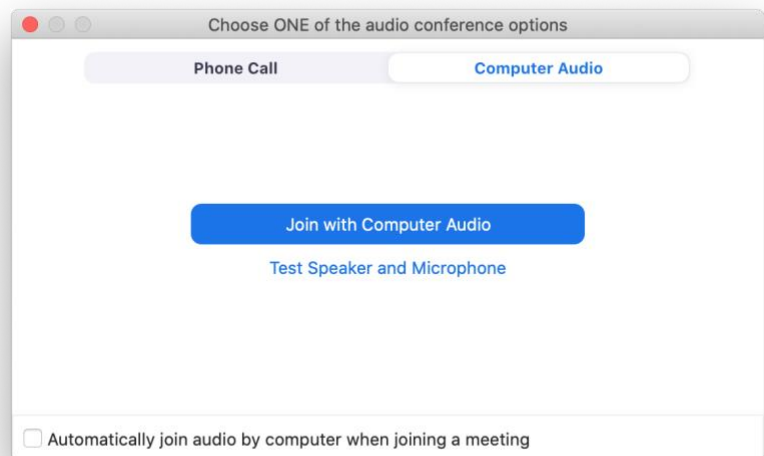 Choose ONE of the audio conference options
Phone Call Computer Audio
Join with Computer Audio
Test Speaker and Microphone
Automatically join audio by computer when joining a meeting